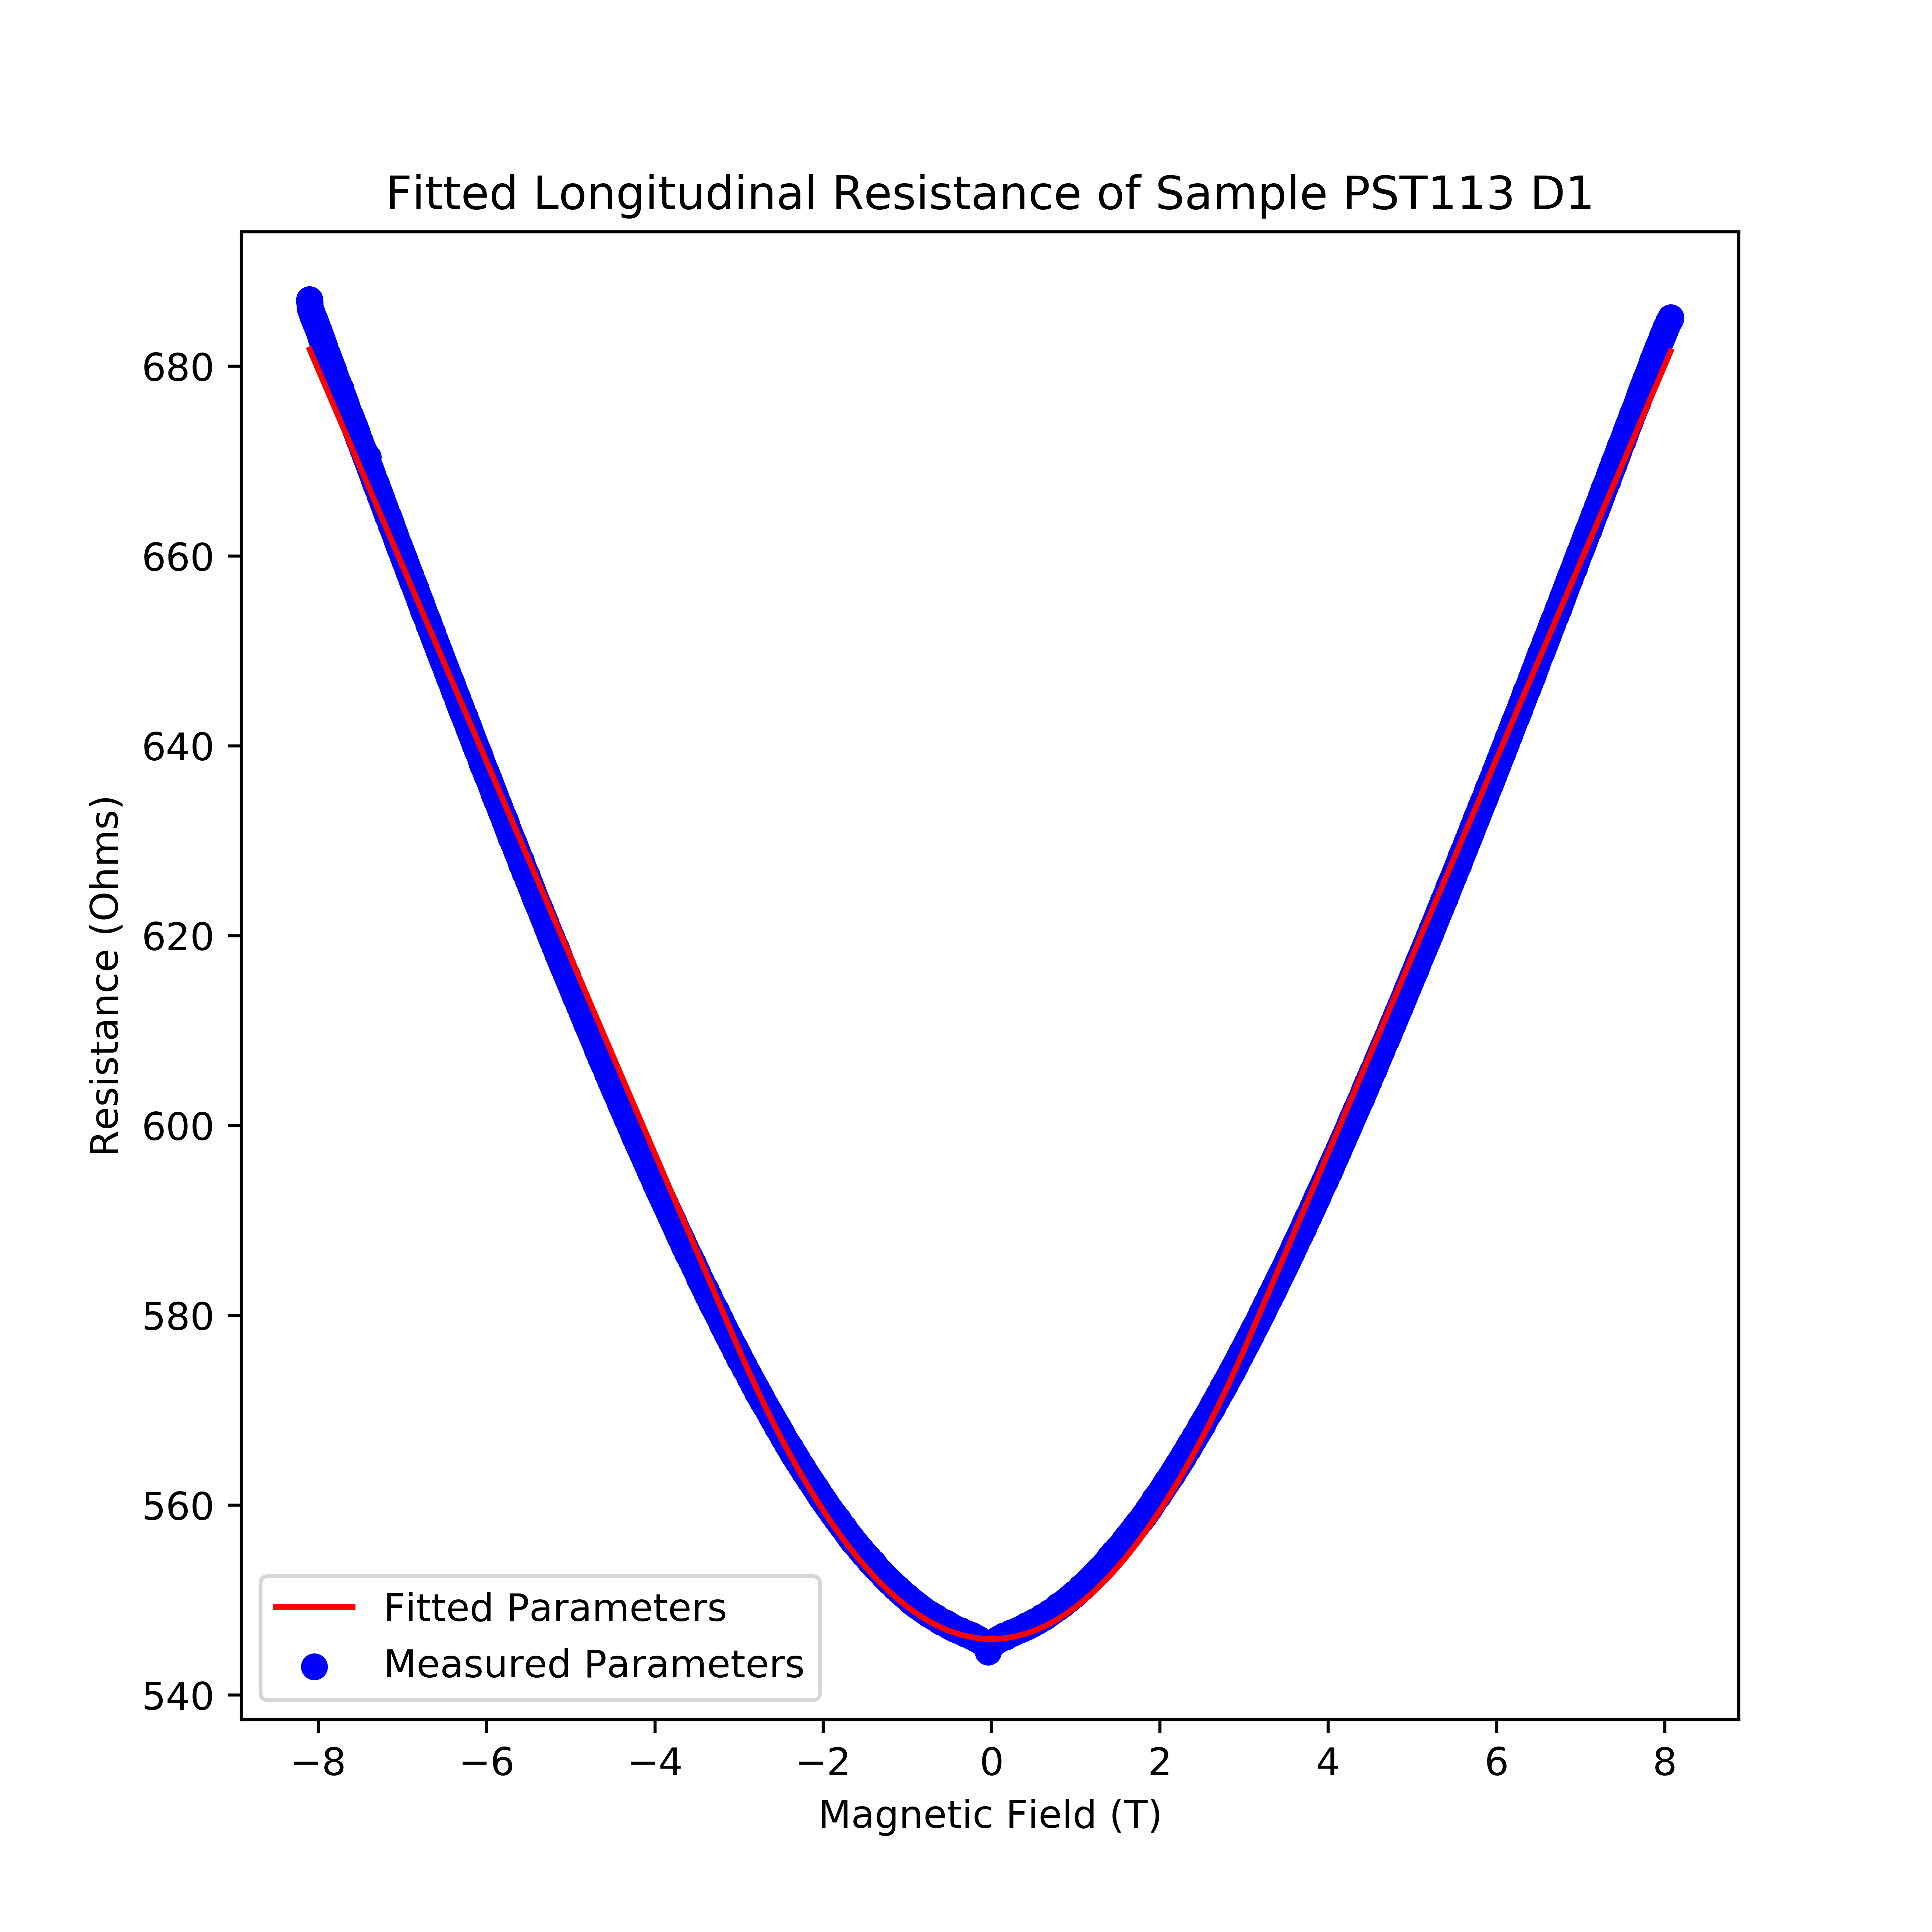 Fitted Longitudinal Resistance of Sample PST113 D1
680
660
640
620
600
580
560
540
Resistance (Ohms)
Fitted Parameters
Measured Parameters
−8 −6 −4 −2 0 2 4 6 8
Magnetic Field (T)